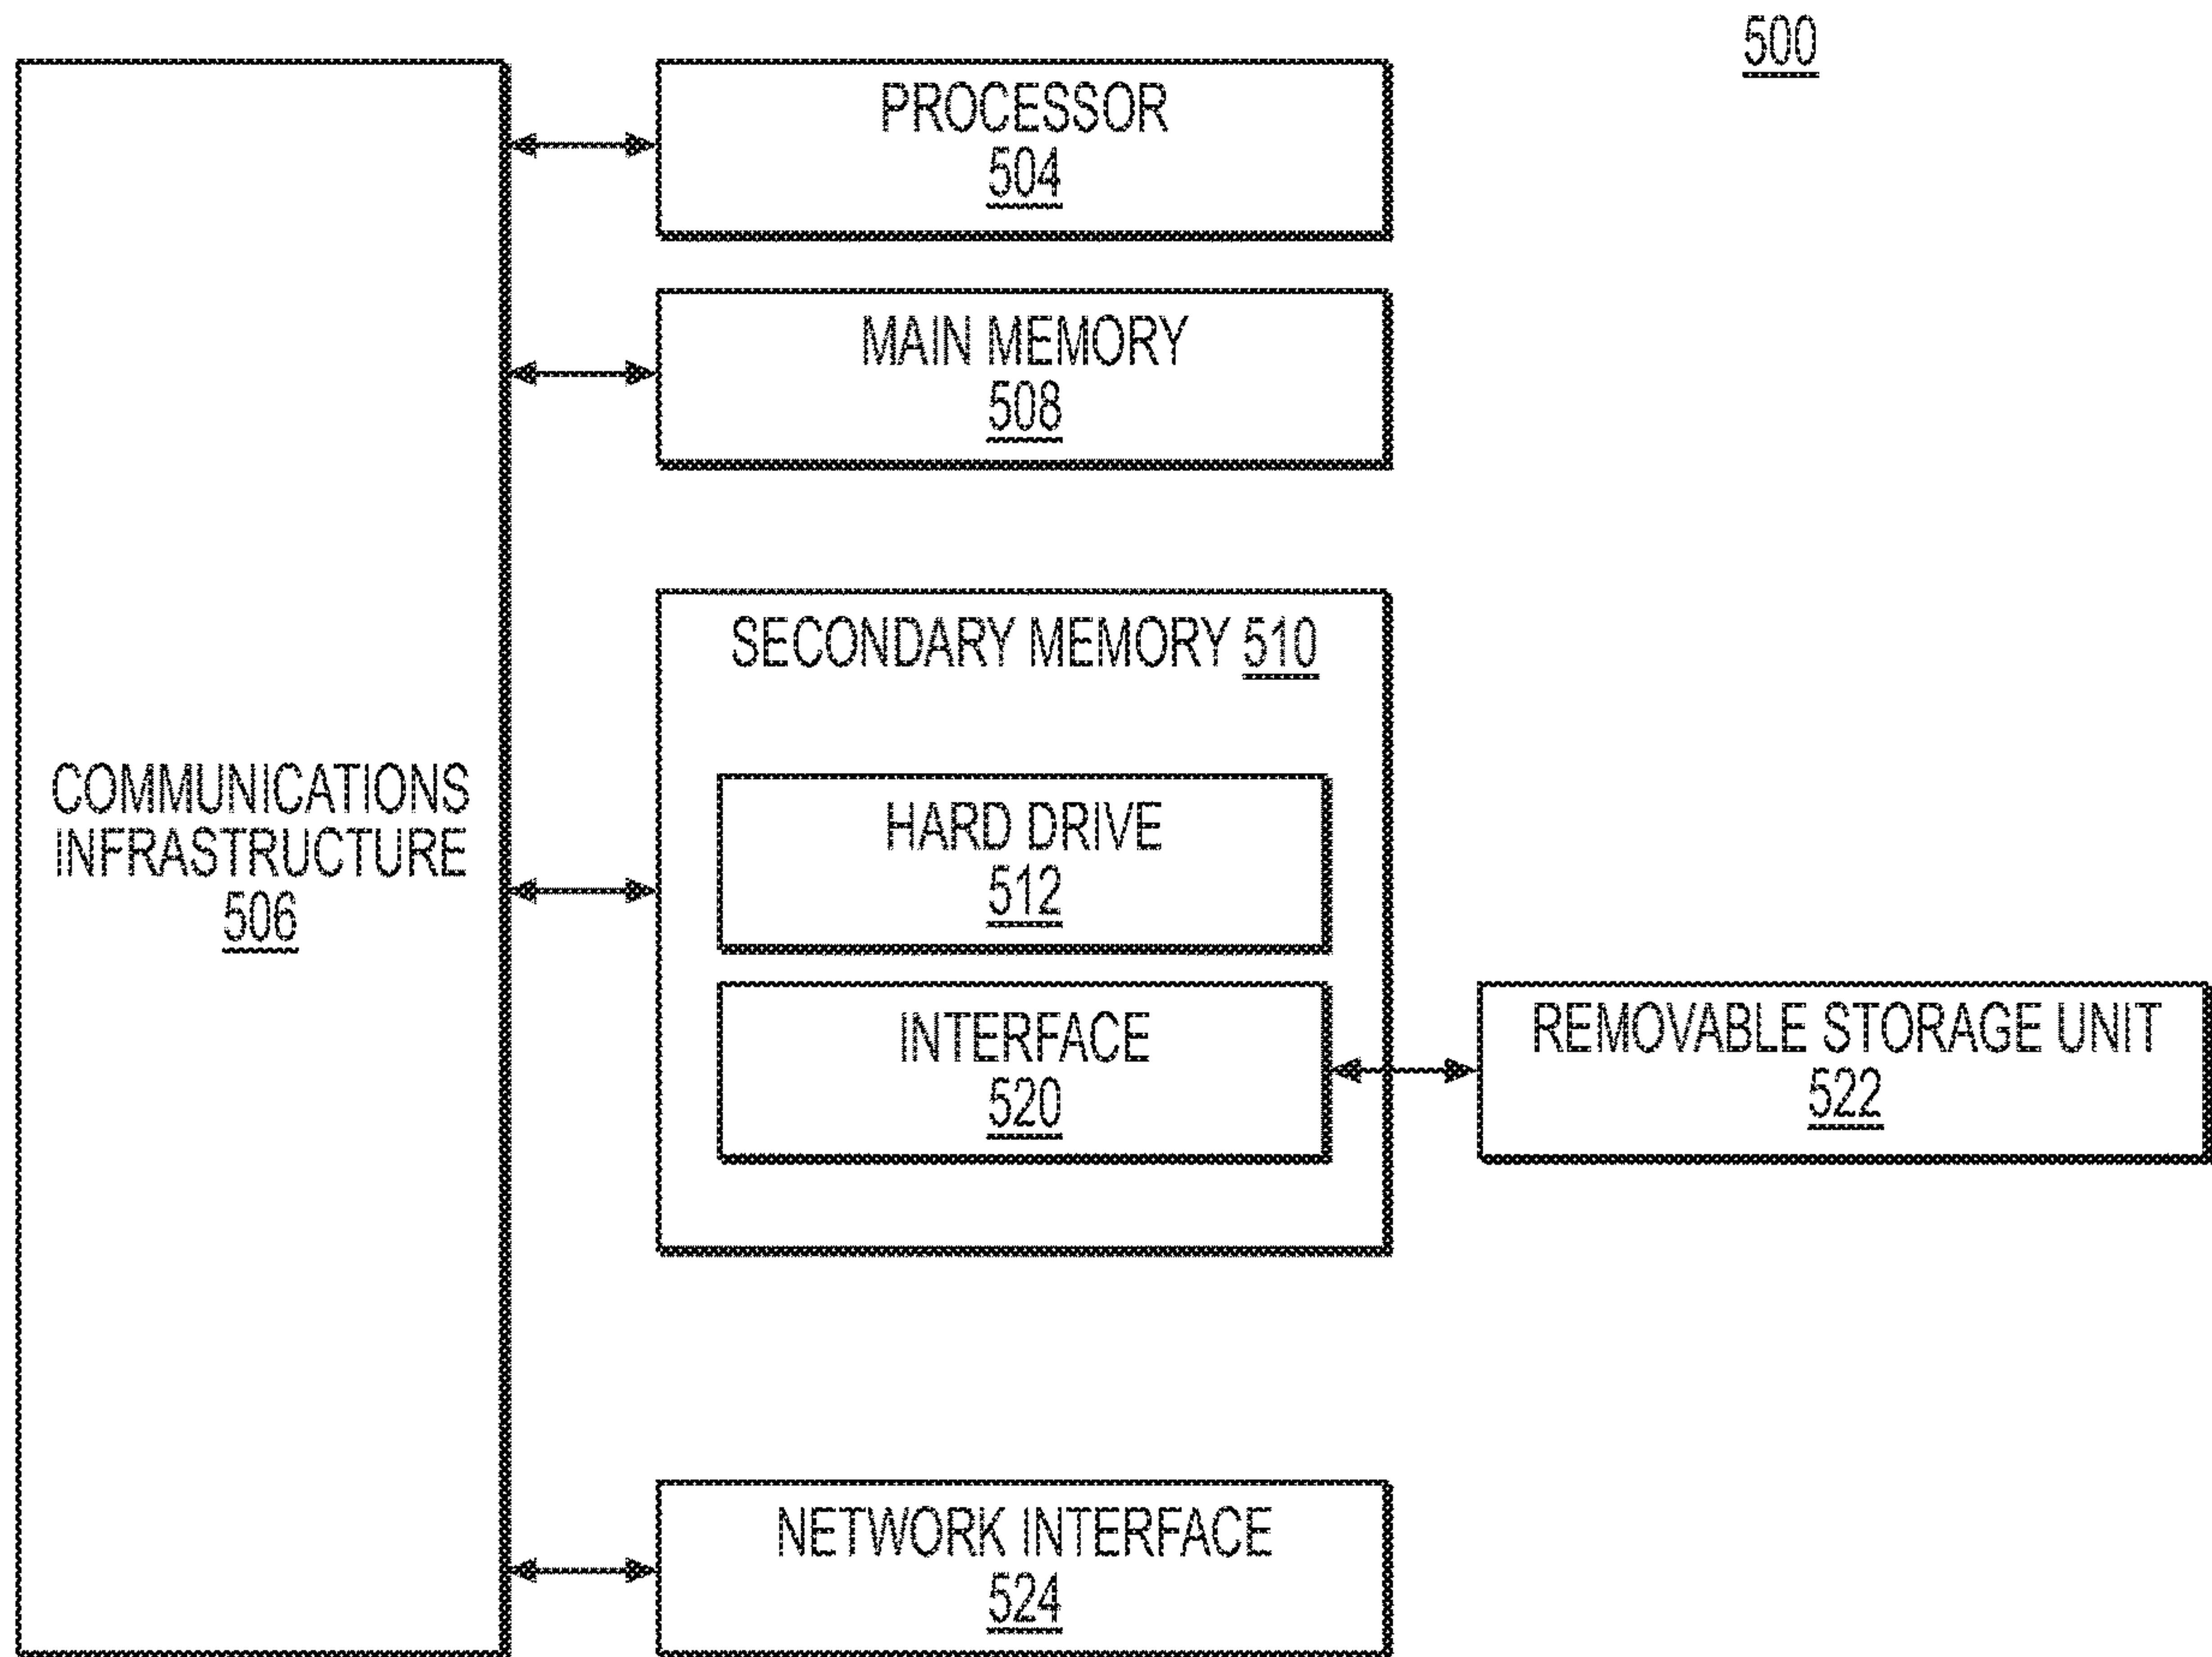 500
PROCESSOR
504
MAIN MEMORY
508
SECONDARY MEMORY 510
HARD DRIVE
512
COMMUNICATIONS
INFRASTRUCTURE
506
INTERFACE
520
REMOVABLE STORAGE UNIT
522
NETWORK INTERFACE
524